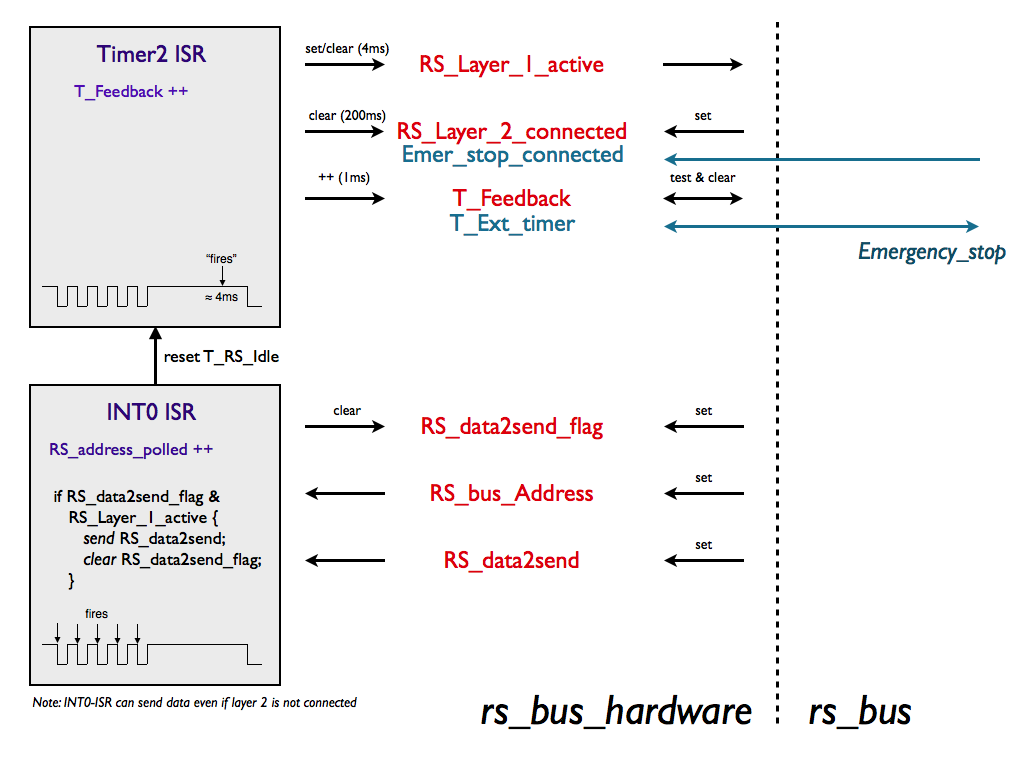 Timer2 ISR
T_Feedback ++
"fires"
≈ 4ms
set/clear (4ms)
RS_Layer_1_active
clear (200ms)
RS_Layer_2_connected
set
Emer_stop_connected
++ (1ms)
T_Feedback
test & clear
T_Ext_timer
Emergency_stop
reset T_RS_Idle
INT0 ISR
RS_address_polled ++
if RS_data2send_flag &
RS_Layer_1_active {
send RS_data2send;
clear RS_data2send_flag;
}
fires
clear
RS_data2send_flag
set
RS_bus_Address
set
RS_data2send
set
Note: INT0-ISR can send data even if layer 2 is not connected
rs_bus_hardware
rs_bus